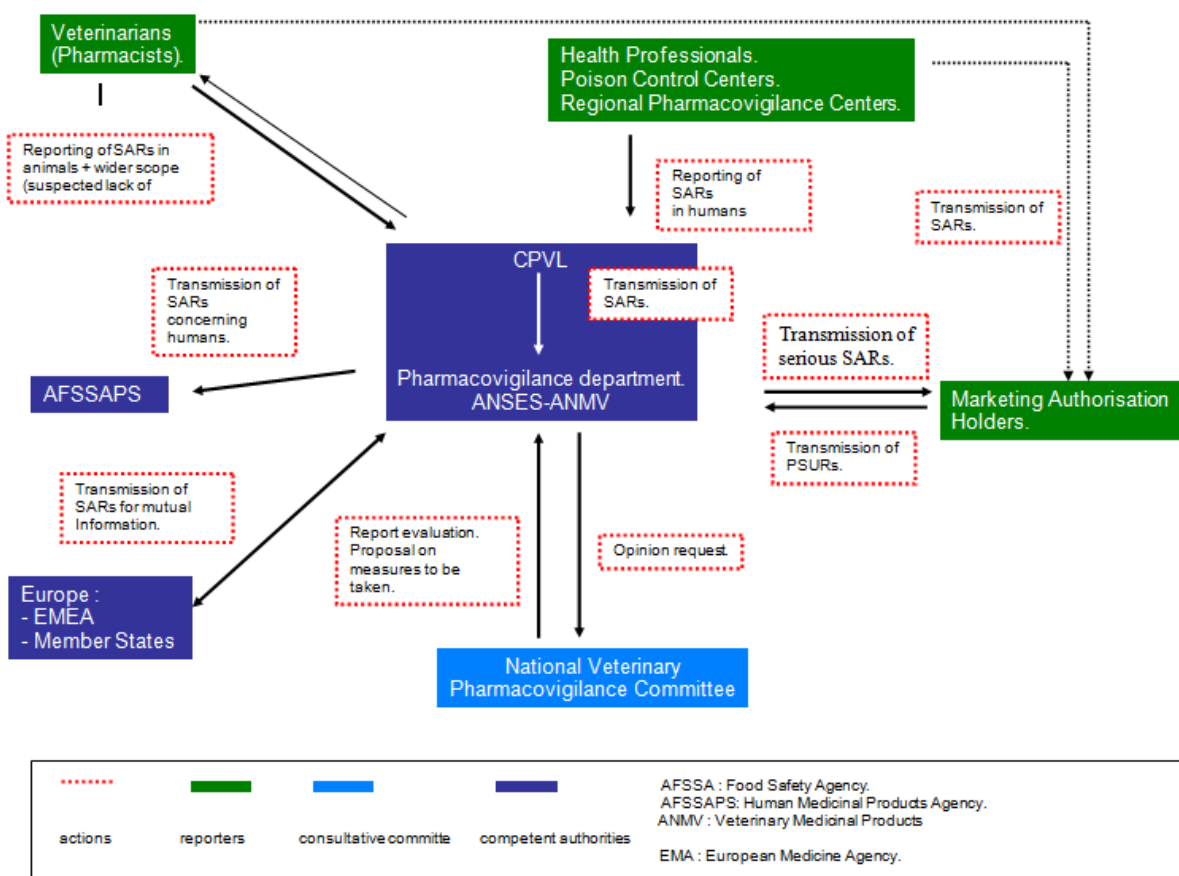 Veterinarians
(Pharmacists).
Health Professionals.
Poison Control Centers.
Regional Pharmacovigilance Centers.
Reporting of SARs in
animals + wider scope
(suspected lack of
Reporting of
SARs
in humans
Transmission of
SARs.
CPVL
Transmission of
SARs.
Transmission of
SARs
concerning
humans.
Transmission of
serious SARs.
Pharmacovigilance department.
ANSES-ANMV
AFSSAPS
Marketing Authorisation
Holders.
Transmission of
PSURs.
Transmission of
SARs for mutual
Information.
Report evaluation.
Proposal on
measures to be
taken.
Opinion request.
Europe :
- EMEA
- Member States
National Veterinary
Pharmacovigilance Committee
actions
reporters
consultative committe
competent authorities
AFSSA : Food Safety Agency.
AFSSAPS: Human Medicinal Products Agency.
ANMV : Veterinary Medicinal Products
EMA : European Medicine Agency.